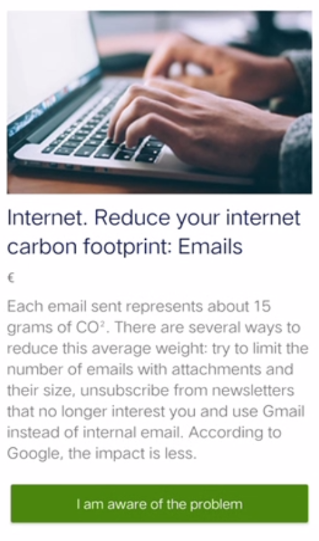 Internet. Reduce your internet
carbon footprint: Emails
€
Each email sent represents about 15
grams of CO². There are several ways to
reduce this average weight: try to limit the
number of emails with attachments and
their size, unsubscribe from newsletters
that no longer interest you and use Gmail
instead of internal email. According to
Google, the impact is less.
I am aware of the problem